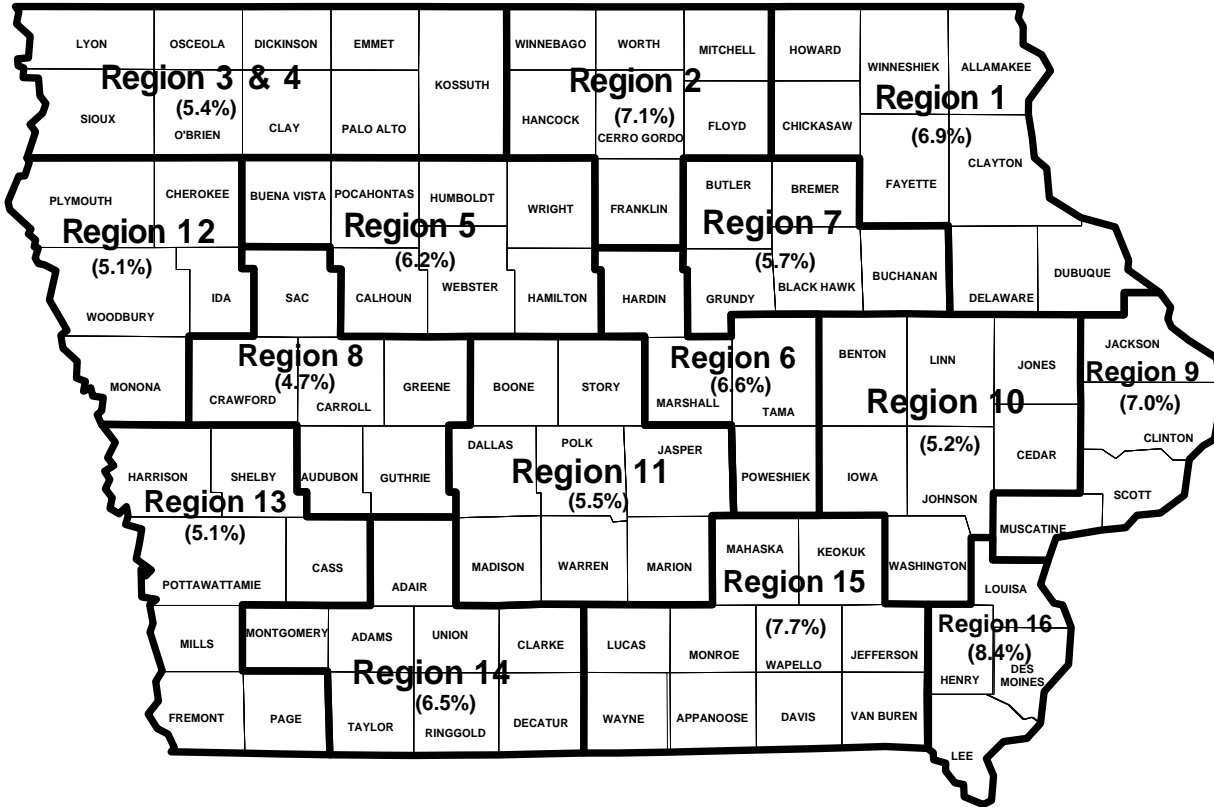 LYON
OSCEOLA
DICKINSON
EMMET
KOSSUTH
WINNEBAGO
WORTH
MITCHELL
HOWARD
WINNESHIEK
ALLAMAKEE
Region 3 & 4
(5.4%)
Region 2
(7.1%)
Region 1
(6.9%)
SIOUX
O'BRIEN
CLAY
PALO ALTO
HANCOCK
CERRO GORDO
FLOYD
CHICKASAW
FAYETTE
CLAYTON
PLYMOUTH
CHEROKEE
BUENA VISTA
POCAHONTAS
HUMBOLDT
WRIGHT
FRANKLIN
BUTLER
BREMER
Region 12
(5.1%)
Region 5
(6.2%)
Region 7
(5.7%)
WOODBURY
IDA
SAC
CALHOUN
WEBSTER
HAMILTON
HARDIN
GRUNDY
BLACK HAWK
BUCHANAN
DELAWARE
DUBUQUE
MONONA
Region 8
(4.7%)
CRAWFORD
CARROLL
GREENE
BOONE
STORY
Region 6
(6.6%)
MARSHALL
TAMA
BENTON
LINN
JONES
Region 10
(5.2%)
JACKSON
Region 9
(7.0%)
CLINTON
HARRISON
SHELBY
AUDUBON
GUTHRIE
DALLAS
POLK
JASPER
POWESHIEK
IOWA
JOHNSON
CEDAR
SCOTT
MUSCATINE
Region 13
(5.1%)
Region 11
(5.5%)
POTTAWATTAMIE
CASS
ADAIR
MADISON
WARREN
MARION
MAHASKA
KEOKUK
WASHINGTON
LOUISA
Region 15
(7.7%)
Region 16
(8.4%)
MILLS
MONTGOMERY
ADAMS
UNION
CLARKE
LUCAS
MONROE
WAPELLO
JEFFERSON
HENRY
DES
MOINES
Region 14
(6.5%)
FREMONT
PAGE
TAYLOR
RINGGOLD
DECATUR
WAYNE
APPANOOSE
DAVIS
VAN BUREN
LEE